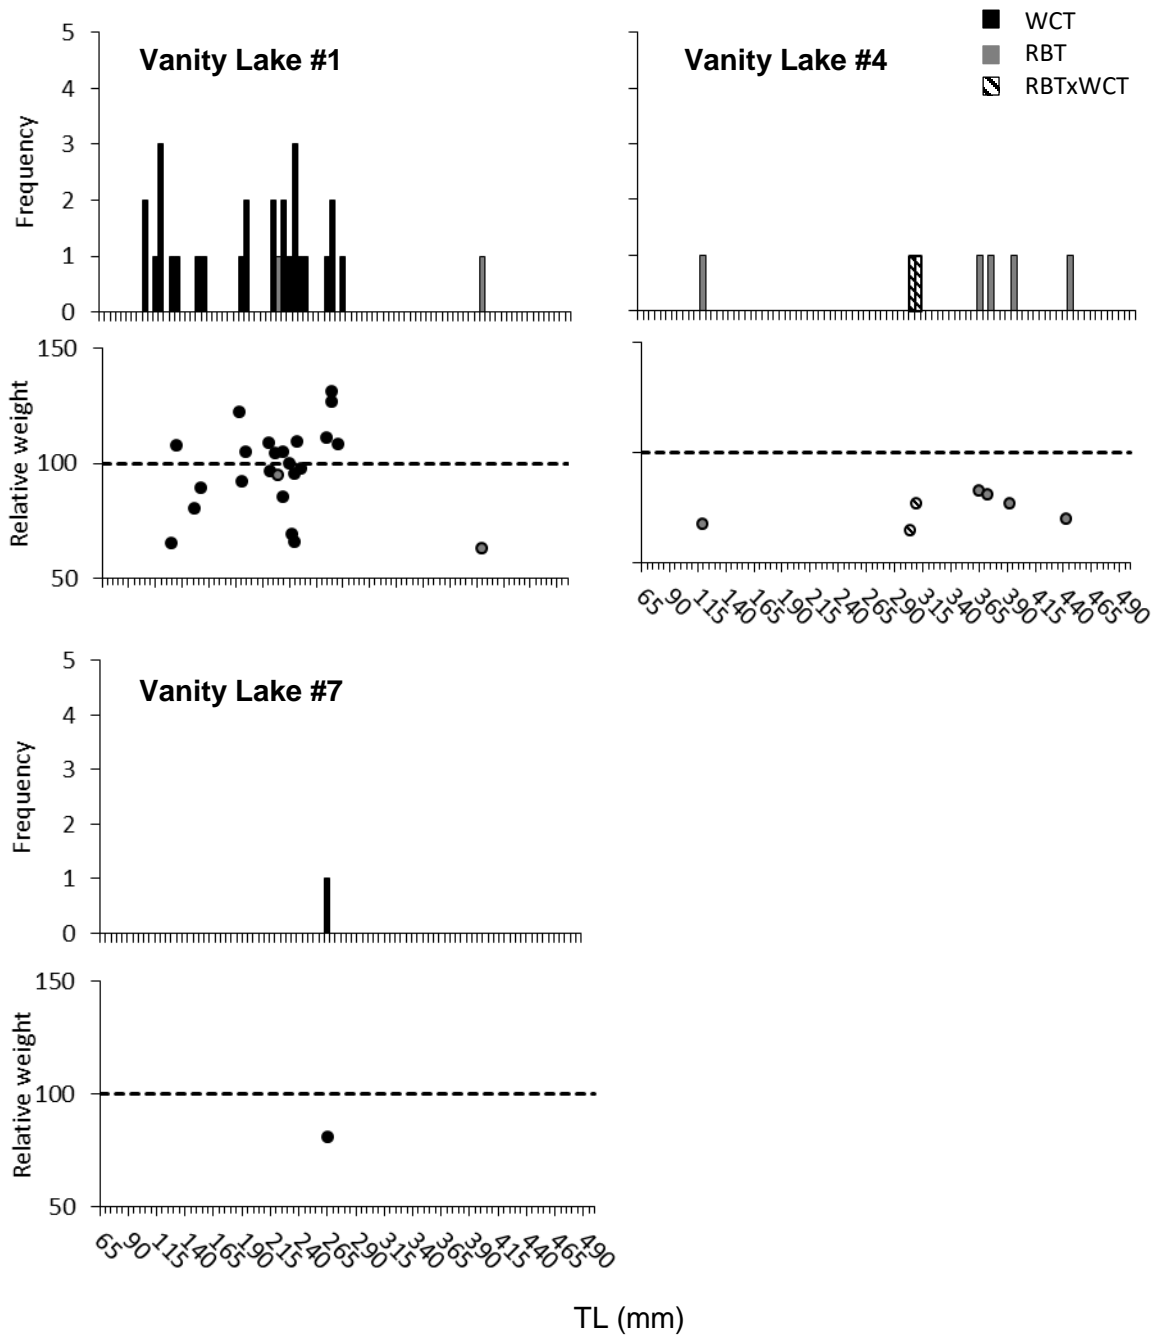 WCT
RBT
RBTxWCT
Vanity Lake #1
5
4
3
2
1
0
Frequency
Vanity Lake #4
150
100
50
Relative weight
65 90 115 140 165 190 215 240 265 290 315 340 365 390 415 440 465 490
Vanity Lake #7
5
4
3
2
1
0
Frequency
150
100
50
Relative weight
65 90 115 140 165 190 215 240 265 290 315 340 365 390 415 440 465 490
TL (mm)